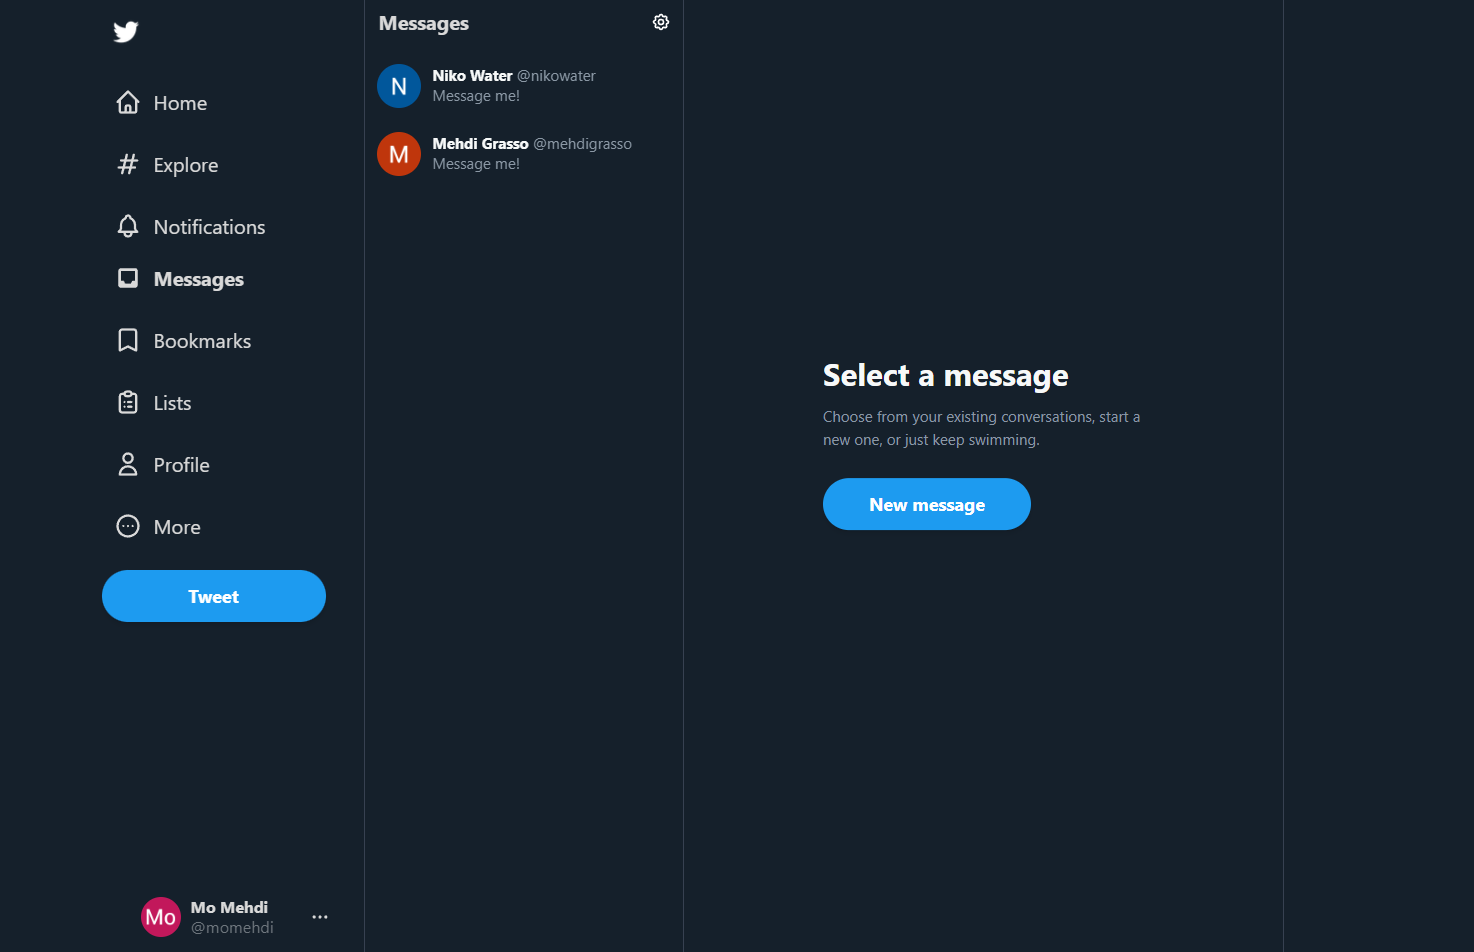 Home
Explore
Notifications
Messages
Bookmarks
Lists
Profile
More
Tweet
Mo
Mo Mehdi
@momehdi
Messages
N
Niko Water @nikowater
Message me!
M
Mehdi Grasso @mehdigrasso
Message me!
Select a message
Choose from your existing conversations, start a
new one, or just keep swimming.
New message